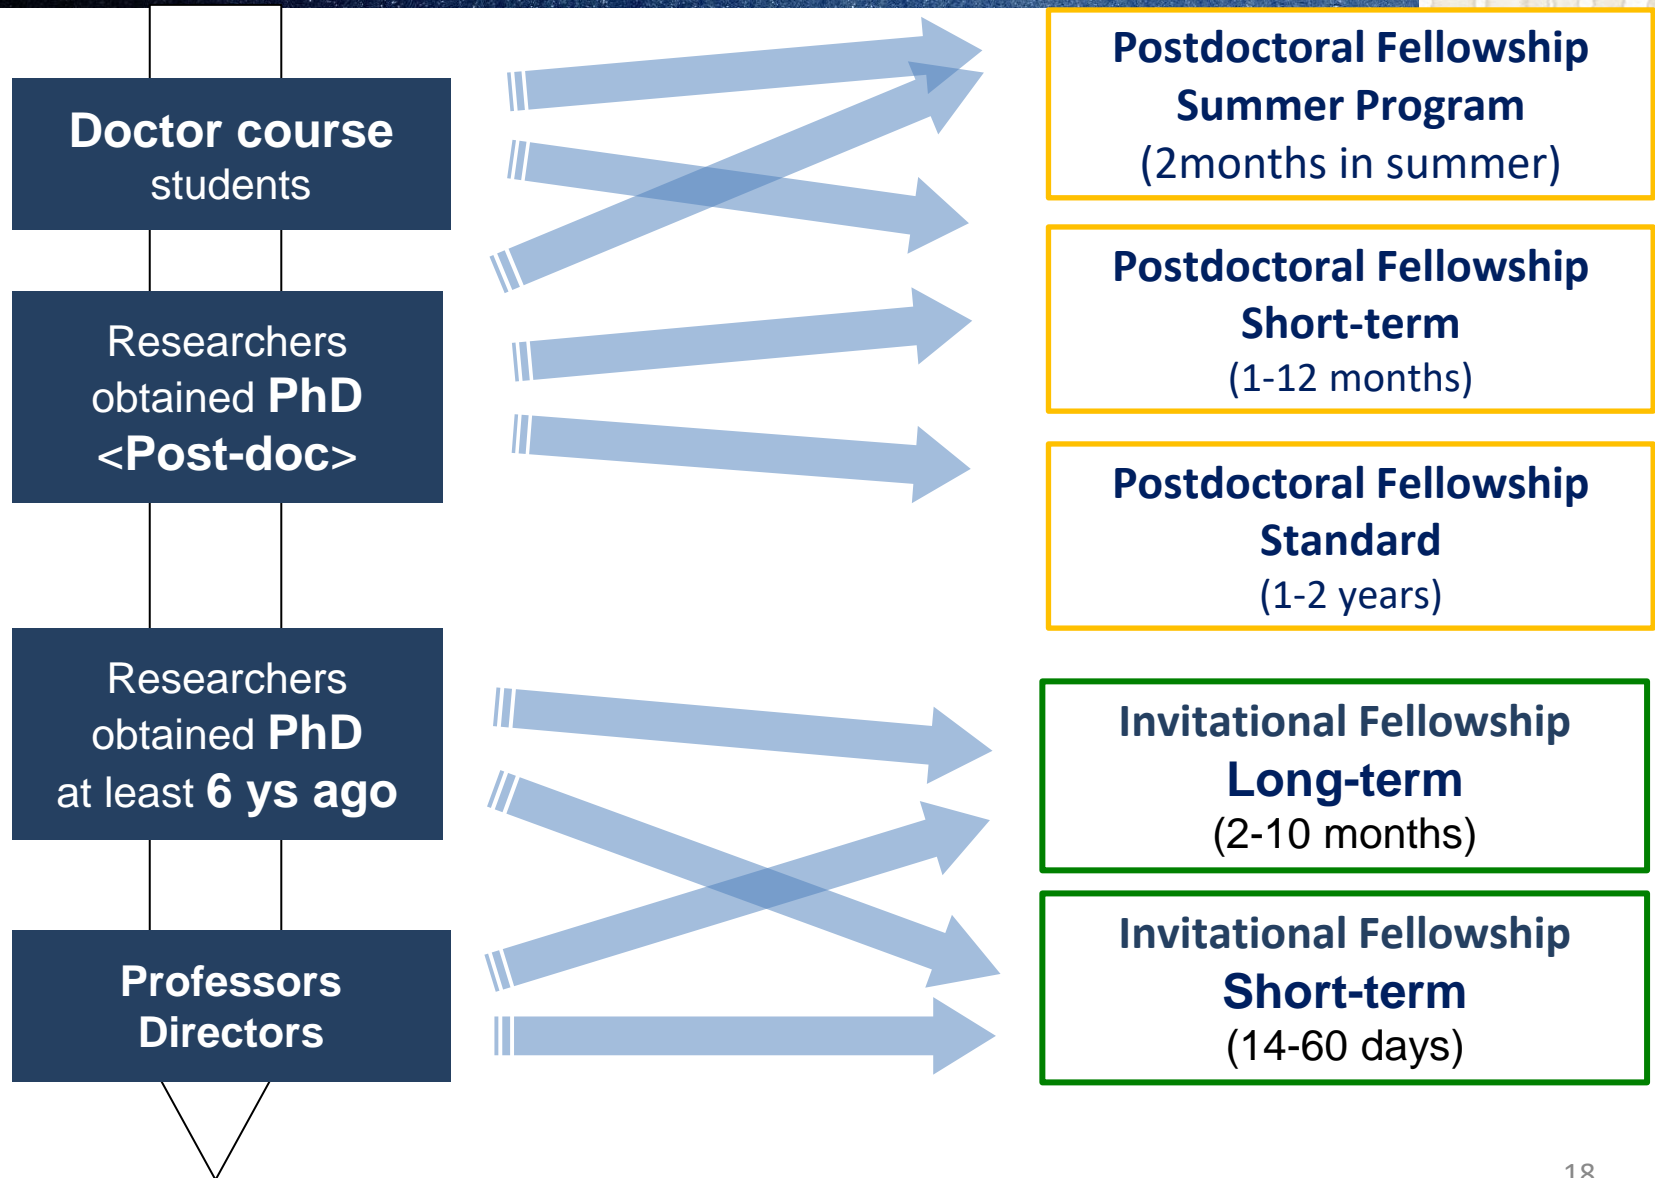 Doctor course
students
Researchers
obtained PhD
<Post-doc>
Researchers
obtained PhD
at least 6 ys ago
Professors
Directors
Postdoctoral Fellowship
Summer Program
(2months in summer)
Postdoctoral Fellowship
Short-term
(1-12 months)
Postdoctoral Fellowship
Standard
(1-2 years)
Invitational Fellowship
Long-term
(2-10 months)
Invitational Fellowship
Short-term
(14-60 days)
18